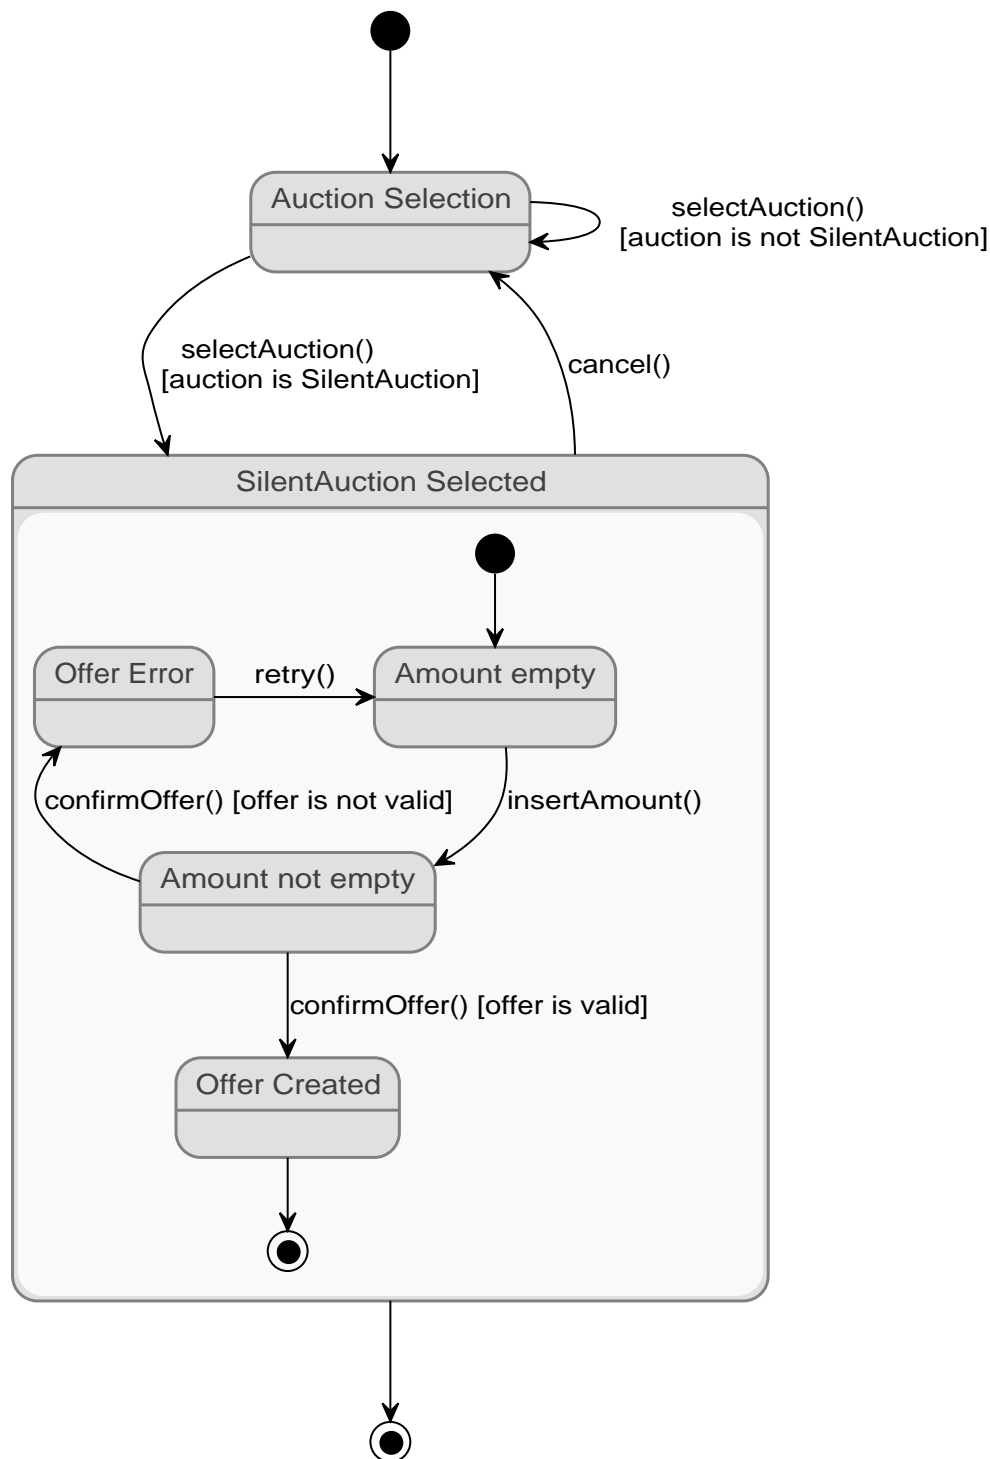 Auction Selection
selectAuction()
[auction is not SilentAuction]
selectAuction()
[auction is SilentAuction]
cancel()
SilentAuction Selected
Offer Error
retry()
Amount empty
confirmOffer() [offer is not valid]
insertAmount()
Amount not empty
confirmOffer() [offer is valid]
Offer Created